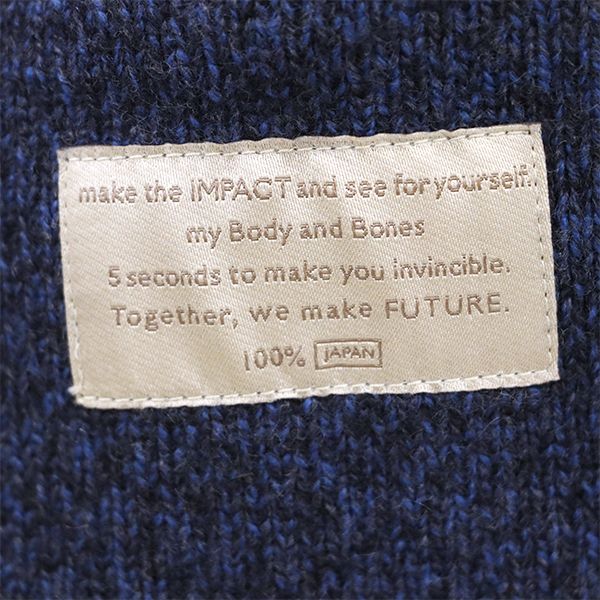 make the iMPACT and see for yourself.
my Body and Bones
5 seconds to make you invincible.
Together, we make FUTURE.
100% JAPAN